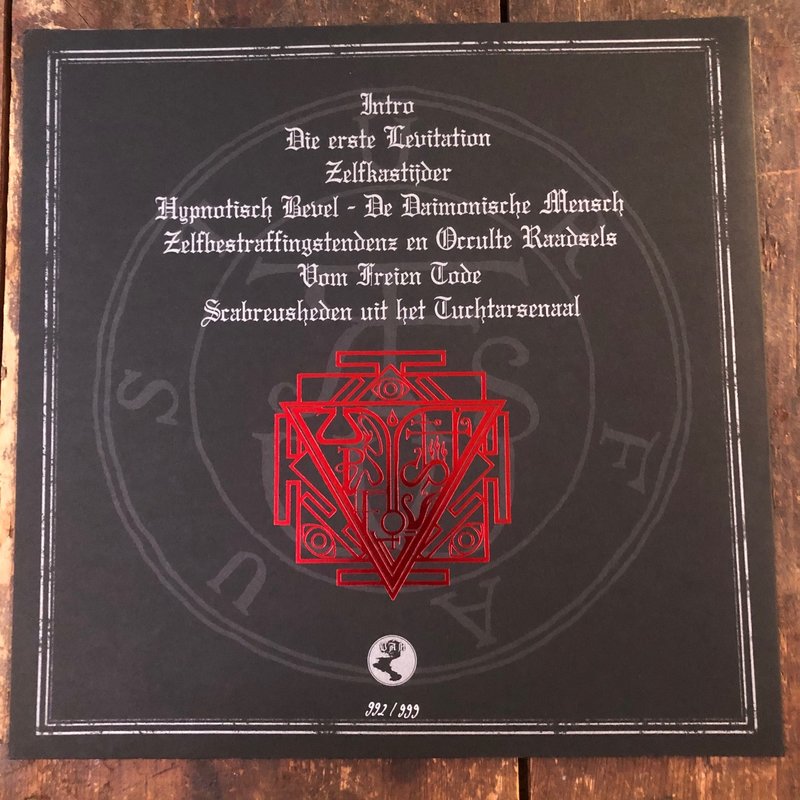 Intro
Die erste Levitation
Zelfkastijder
Hypnotisch Bevel - De Daimonische Mensch
Zelfbestraffingstendenz en Occulte Raadsels
Vom Freien Tode
Scabreusheden uit het Tuchtarsenaal
992 / 999